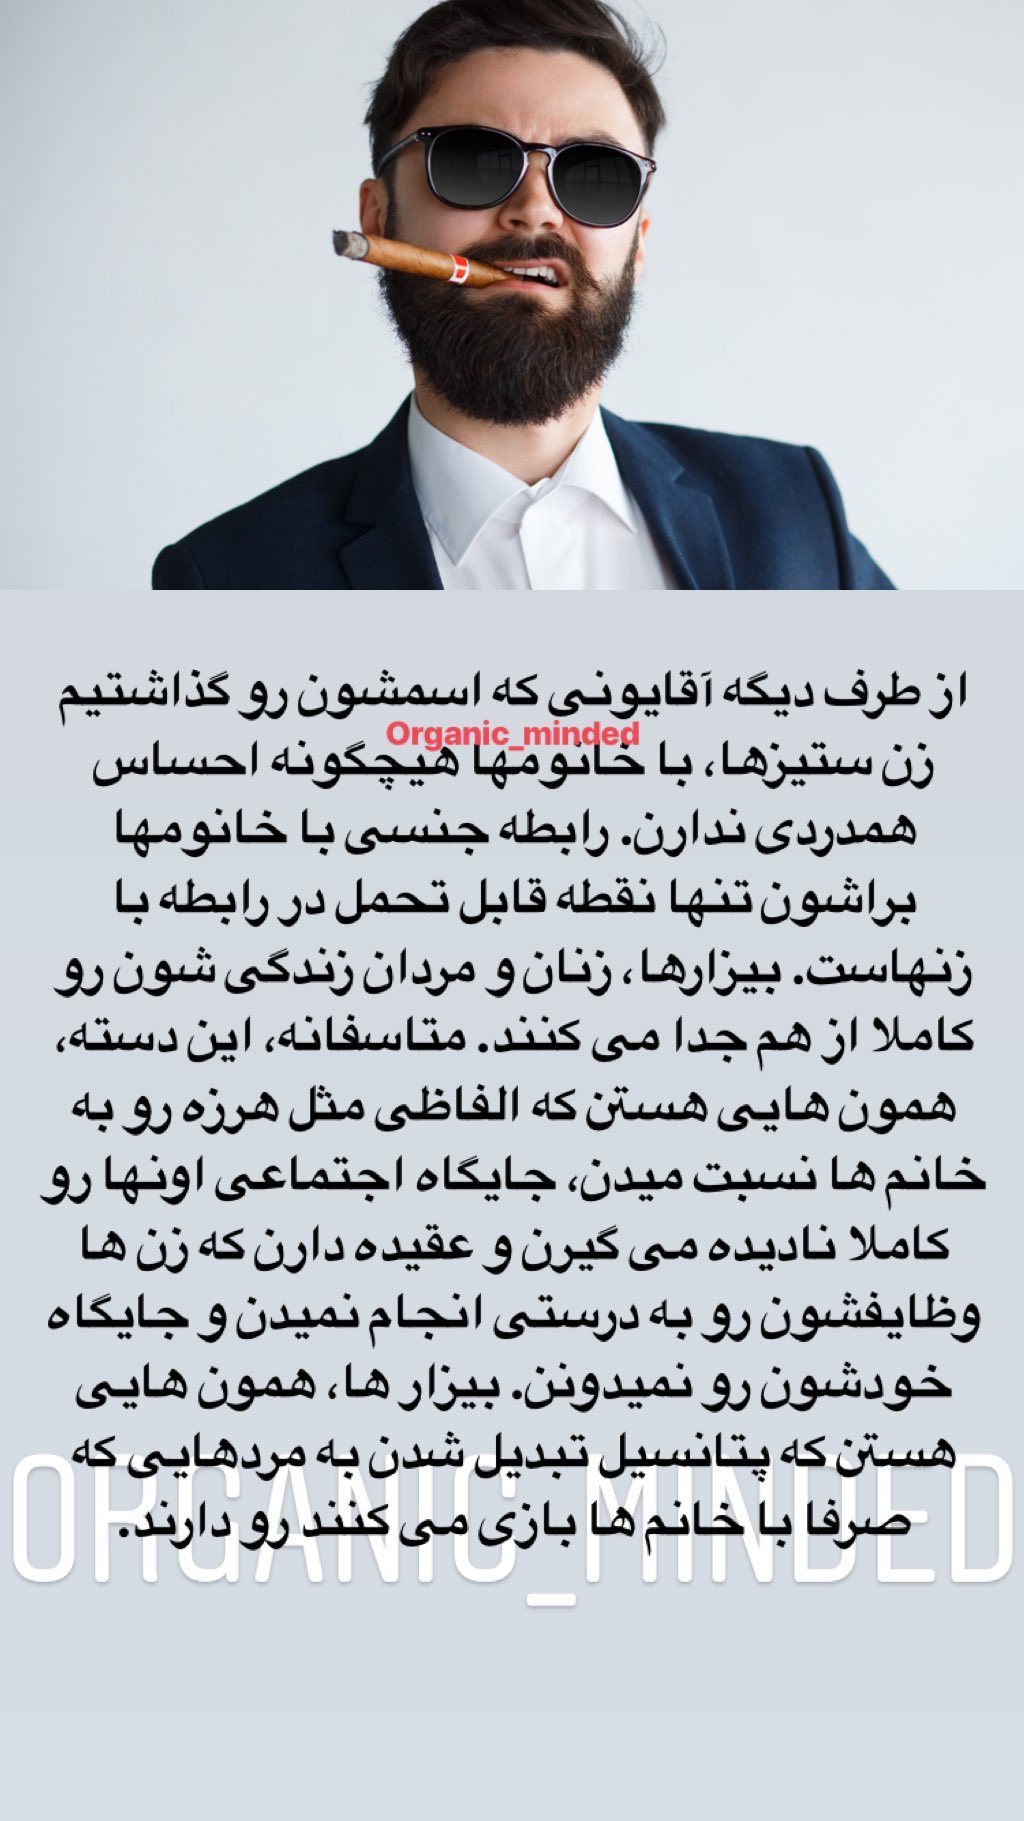 از طرف دیگه آقایونی که اسمشون رو گذاشتیم
Organic_minded
زن ستیزها، با خانومها هیچگونه احساس
همدردی ندارن. رابطه جنسی با خانومها
براشون تنها نقطه قابل تحمل در رابطه با
زنهاست. بیزارها، زنان و مردان زندگی شون رو
کاملا از هم جدا می کنند. متاسفانه، این دسته،
همون هایی هستن که الفاظی مثل هرزه رو به
خانم ها نسبت میدن، جایگاه اجتماعی اونها رو
کاملا نادیده می گیرن و عقیده دارن که زن ها
وظایفشون رو به درستی انجام نمیدن و جایگاه
خودشون رو نمیدونن. بیزار ها، همون هایی
هستن که پتانسیل تبدیل شدن به مردهایی که
صرفا با خانم ها بازی می کنند رو دارند.
ORGANIC_MINDED